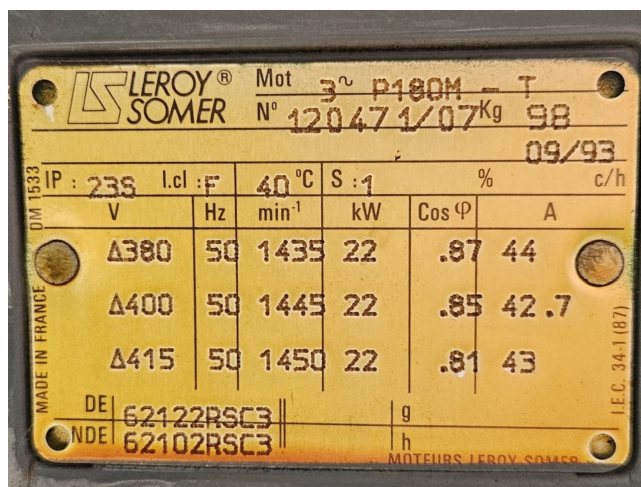 LEROY® Mot 3~ P180M - T
SOMER N° 120471/07 Kg 98
09/93
IP : 23S I.cl : F 40 °C S : 1 % c/h
V Hz min-1 kW Cos φ A
Δ380 50 1435 22 .87 44
Δ400 50 1445 22 .85 42.7
Δ415 50 1450 22 .81 43
DE 62122RSC3 g
NDE 62102RSC3 h
MOTEURS LEROY SOMER
DM 1533
MADE IN FRANCE
I.E.C. 34-1 (87)